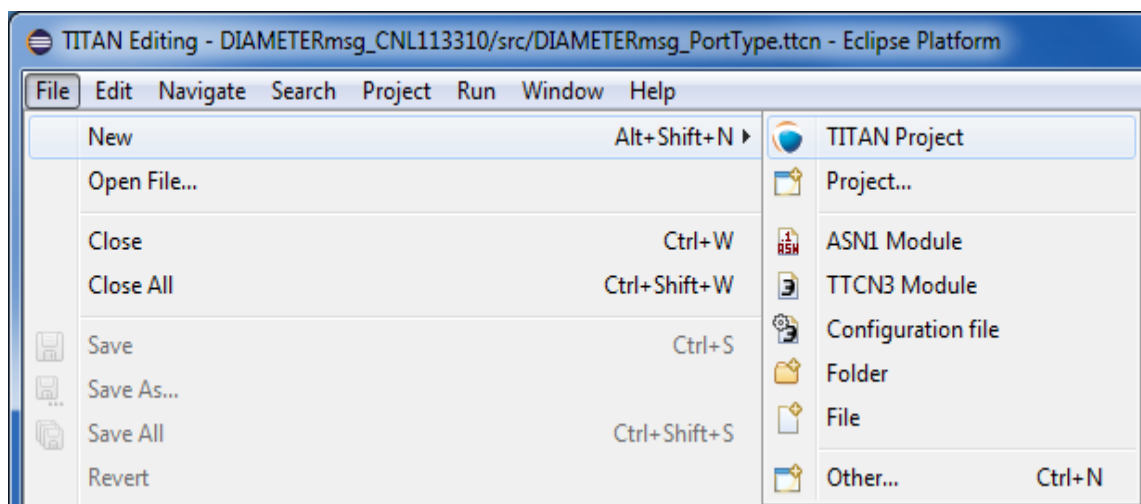 TITAN Editing - DIAMETERmsg_CNL113310/src/DIAMETERmsg_PortType.ttcn - Eclipse Platform
File Edit Navigate Search Project Run Window Help
New Alt+Shift+N
Open File...
Close Ctrl+W
Close All Ctrl+Shift+W
Save Ctrl+S
Save As...
Save All Ctrl+Shift+S
Revert
TITAN Project
Project...
ASN1 Module
TTCN3 Module
Configuration file
Folder
File
Other... Ctrl+N